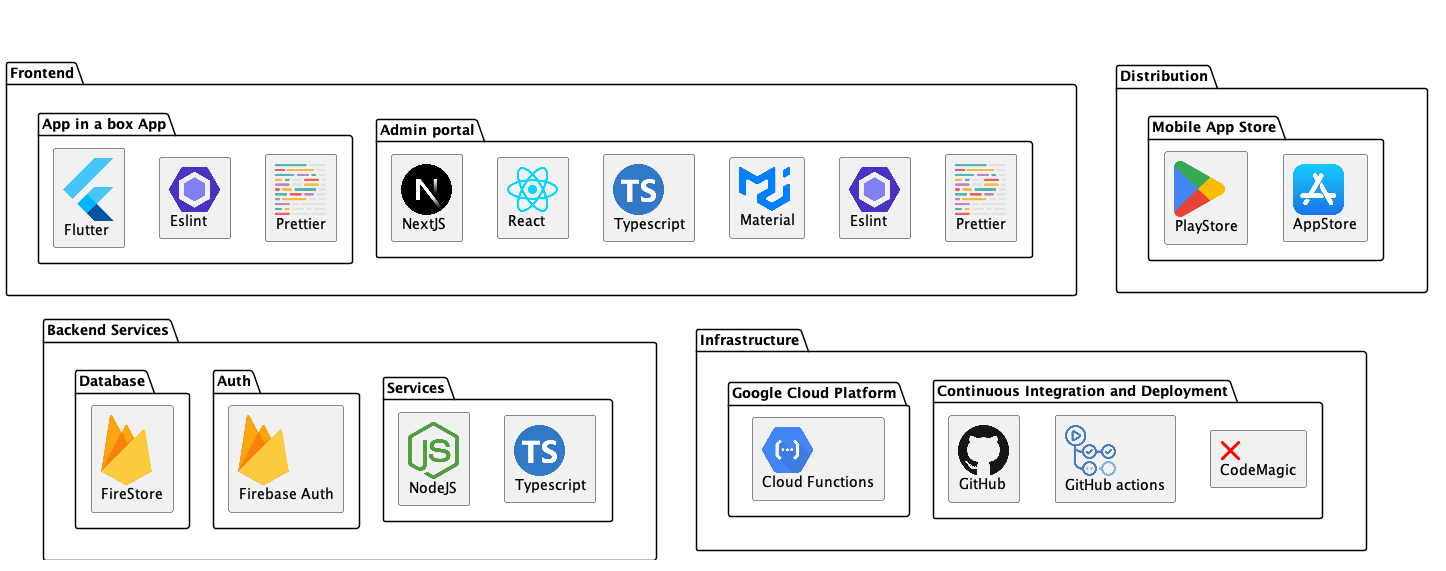 Frontend
App in a box App
Flutter
Eslint
Prettier
Admin portal
N
NextJS
React
TS
Typescript
Material
Eslint
Prettier
Distribution
Mobile App Store
PlayStore
AppStore
Backend Services
Database
FireStore
Auth
Firebase Auth
Services
JS
NodeJS
TS
Typescript
Infrastructure
Google Cloud Platform
Cloud Functions
Continuous Integration and Deployment
GitHub
GitHub actions
CodeMagic